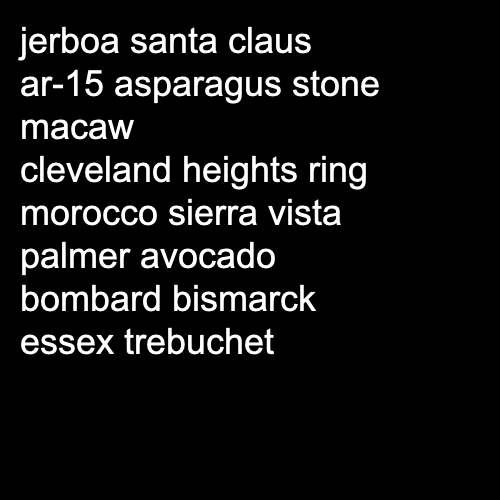 jerboa santa claus
ar-15 asparagus stone
macaw
cleveland heights ring
morocco sierra vista
palmer avocado
bombard bismarck
essex trebuchet